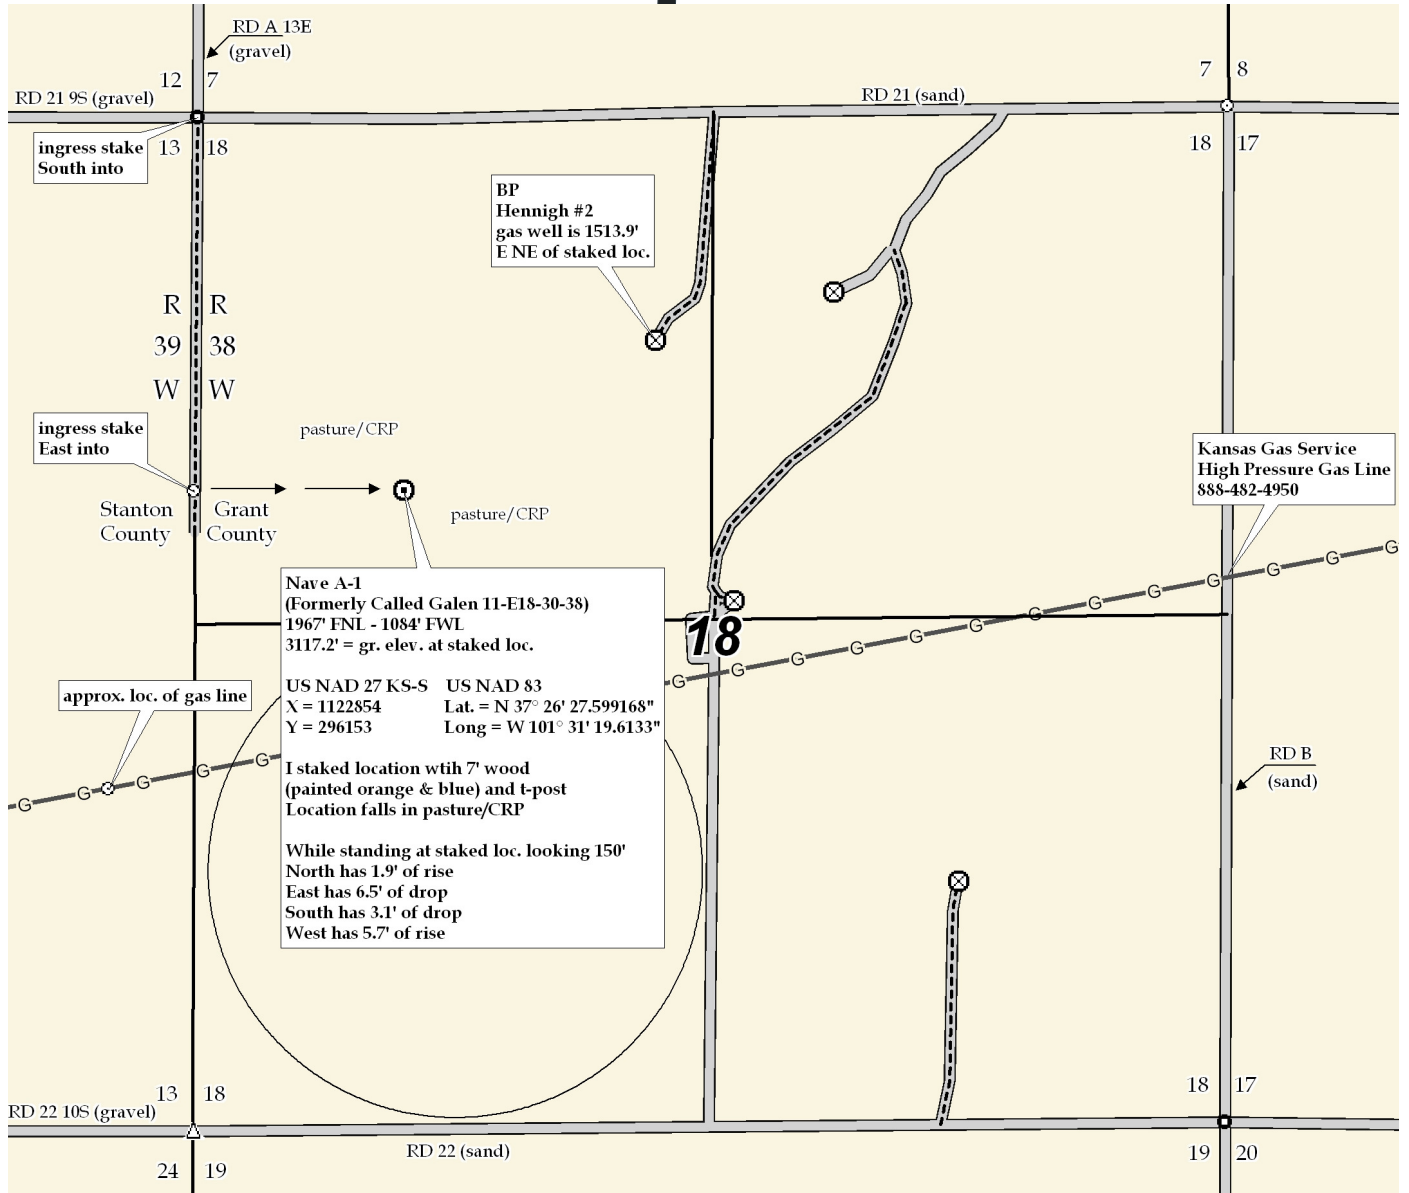 RD A 13E
(gravel)
12 7
7 8
RD 21 9S (gravel)
RD 21 (sand)
ingress stake
South into
13 18
18 17
BP
Hennigh #2
gas well is 1513.9'
E NE of staked loc.
R R
39 38
W W
ingress stake
East into
pasture/CRP
Kansas Gas Service
High Pressure Gas Line
888-482-4950
Stanton
County
Grant
County
pasture/CRP
G G G G G G G G G G G G G
Nave A-1
(Formerly Called Galen 11-E18-30-38)
1967' FNL - 1084' FWL
3117.2' = gr. elev. at staked loc.
US NAD 27 KS-S US NAD 83
X = 1122854 Lat. = N 37° 26' 27.599168"
Y = 296153 Long = W 101° 31' 19.6133"
I staked location wtih 7' wood
(painted orange & blue) and t-post
Location falls in pasture/CRP
While standing at staked loc. looking 150'
North has 1.9' of rise
East has 6.5' of drop
South has 3.1' of drop
West has 5.7' of rise
18
approx. loc. of gas line
G G G G G
RD B
(sand)
13 18
18 17
RD 22 10S (gravel)
RD 22 (sand)
24 19
19 20